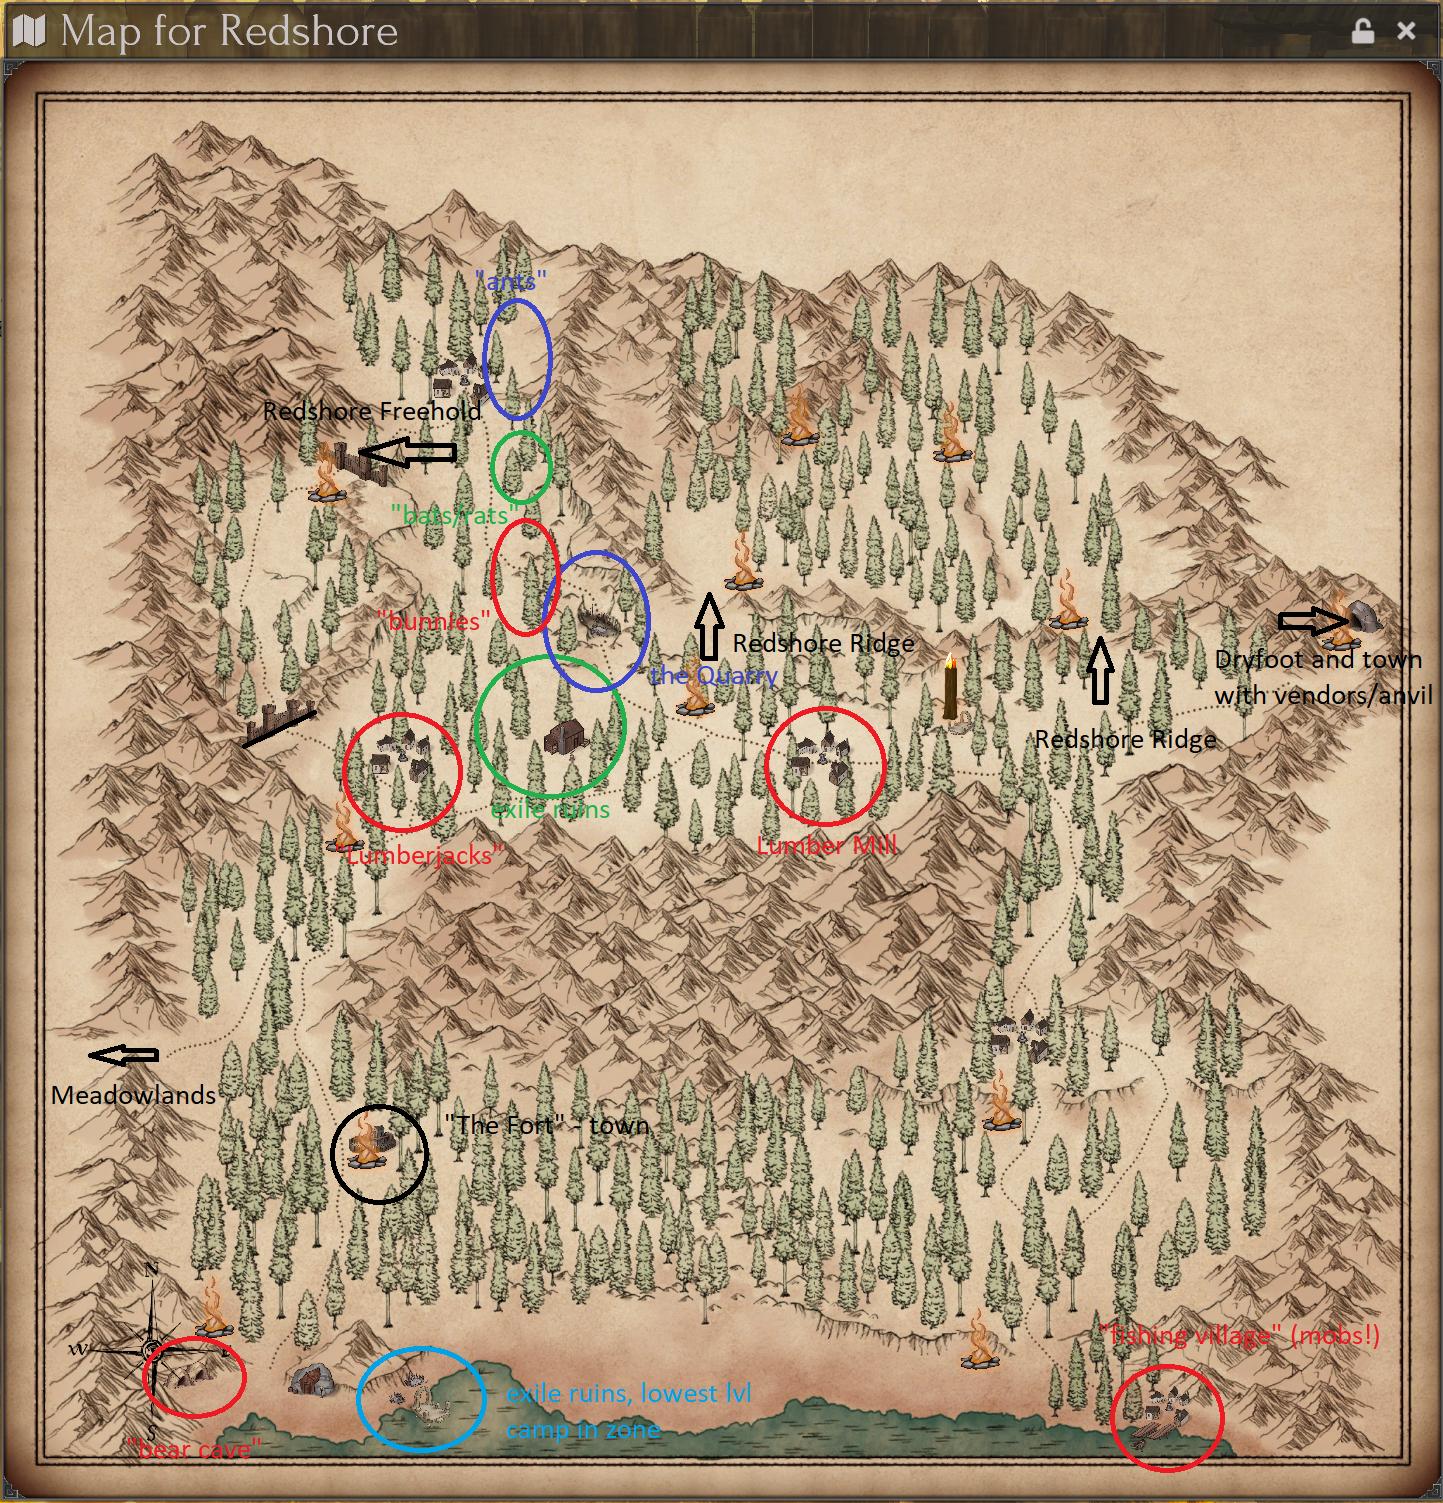 Map for Redshore
"ants"
Redshore Freehold
"bats/rats"
"bunnies"
Redshore Ridge
the Quarry
Dryfoot and town
with vendors/anvil
Redshore Ridge
exile ruins
"Lumberjacks"
Lumber Mill
Meadowlands
"The Fort" - town
N
W
S
"bear cave"
exile ruins, lowest lvl
camp in zone
"fishing village" (mobs!)